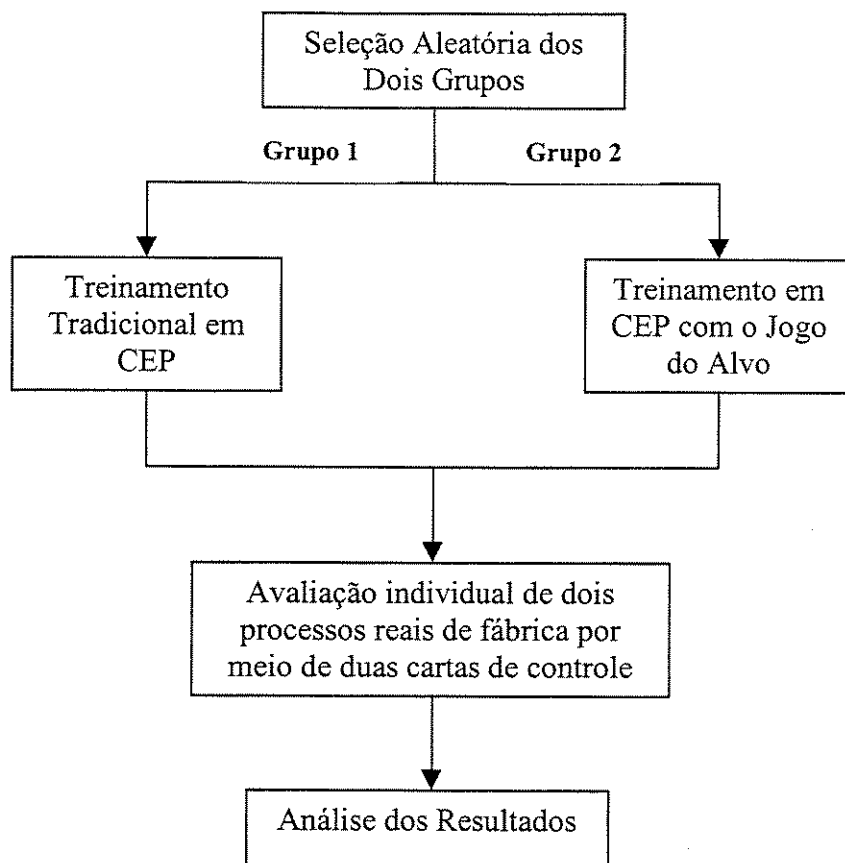 Seleção Aleatória dos
Dois Grupos
Grupo 1
Grupo 2
Treinamento
Tradicional em
CEP
Treinamento em
CEP com o Jogo
do Alvo
Avaliação individual de dois
processos reais de fábrica por
meio de duas cartas de controle
Análise dos Resultados